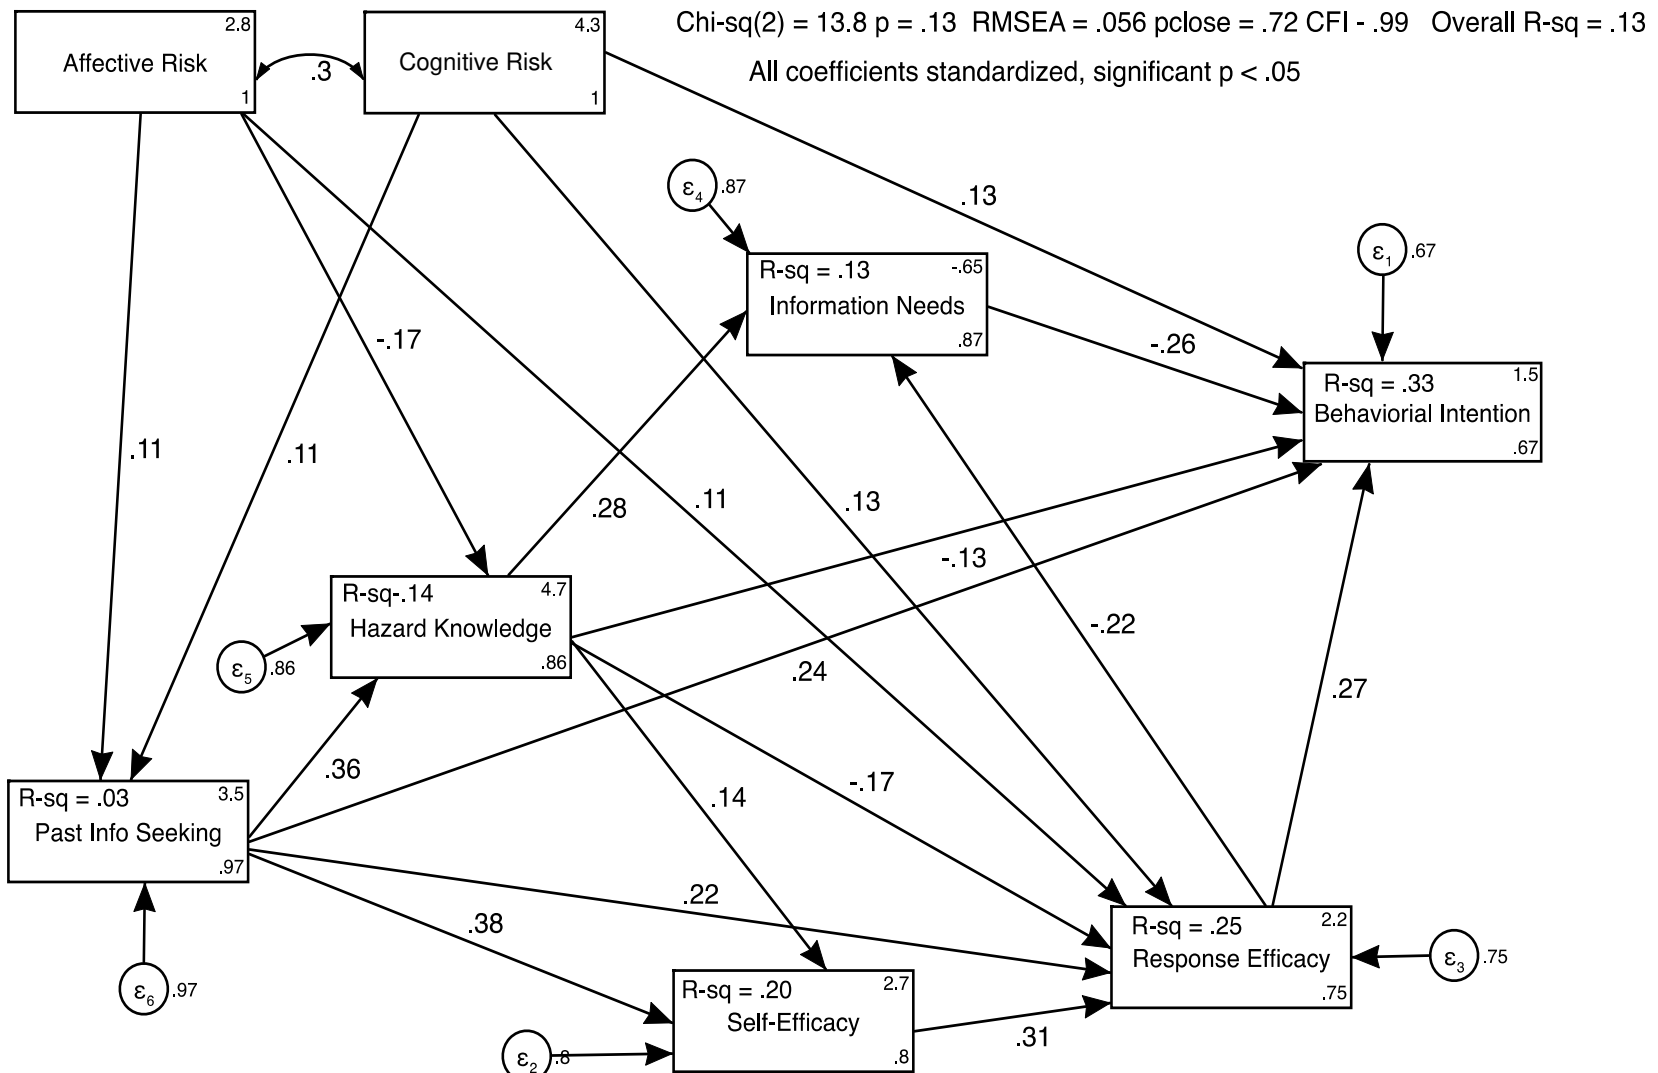 2.8
Affective Risk
1
.3
4.3
Cognitive Risk
1
Chi-sq(2) = 13.8 p = .13 RMSEA = .056 pclose = .72 CFI - .99 Overall R-sq = .13
All coefficients standardized, significant p < .05
.13
ε4 .87
R-sq = .13 -.65
Information Needs
.87
ε1 .67
-.26
R-sq = .33 1.5
Behaviorial Intention
.67
-.17
.11
.11
.28
.11
.13
-.13
R-sq-.14 4.7
Hazard Knowledge
.86
ε5 .86
-.22
.24
.27
.36
-.17
.14
R-sq = .03 3.5
Past Info Seeking
.97
.22
.38
R-sq = .25 2.2
Response Efficacy
.75
ε3 .75
ε6 .97
R-sq = .20 2.7
Self-Efficacy
.8
.31
ε2 .8